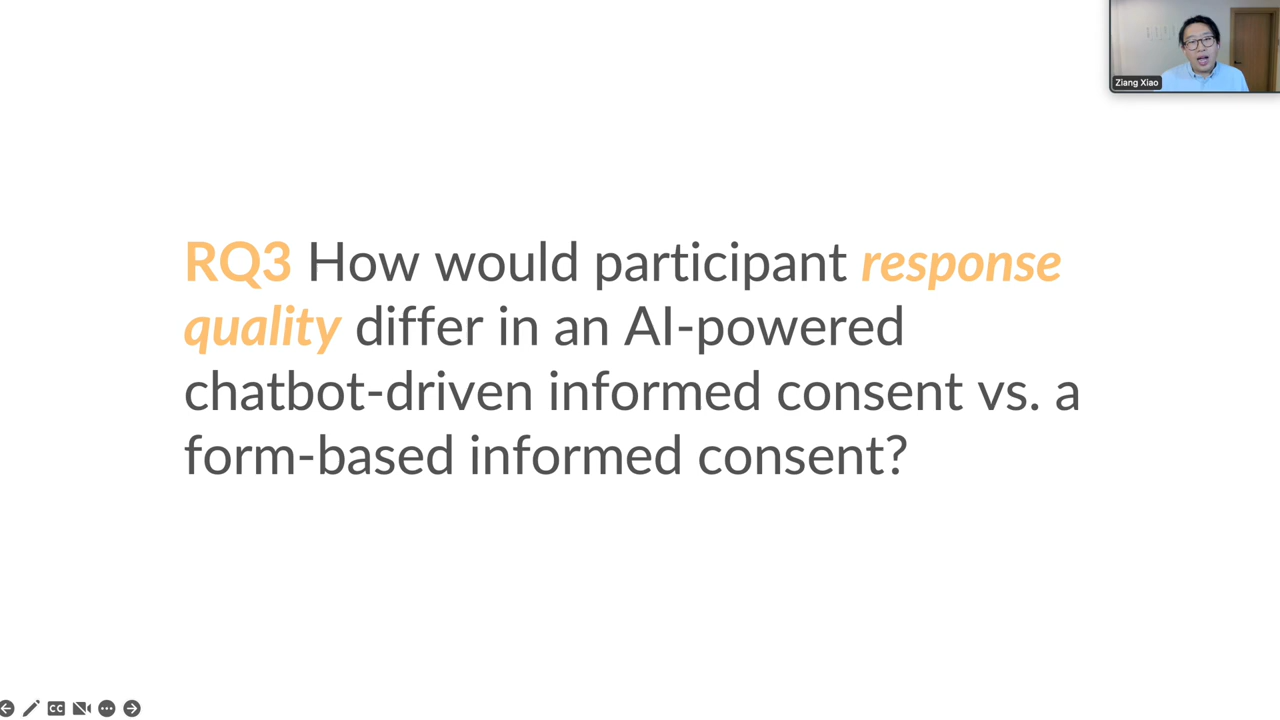 Ziang Xiao
RQ3 How would participant response
quality differ in an AI-powered
chatbot-driven informed consent vs. a
form-based informed consent?
CC